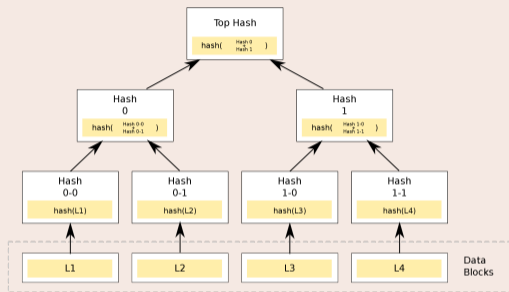 Top Hash
hash( Hash 0 + Hash 1 )
Hash
0
hash( Hash 0-0 + Hash 0-1 )
Hash
1
hash( Hash 1-0 + Hash 1-1 )
Hash
0-0
hash(L1)
Hash
0-1
hash(L2)
Hash
1-0
hash(L3)
Hash
1-1
hash(L4)
L1
L2
L3
L4
Data
Blocks